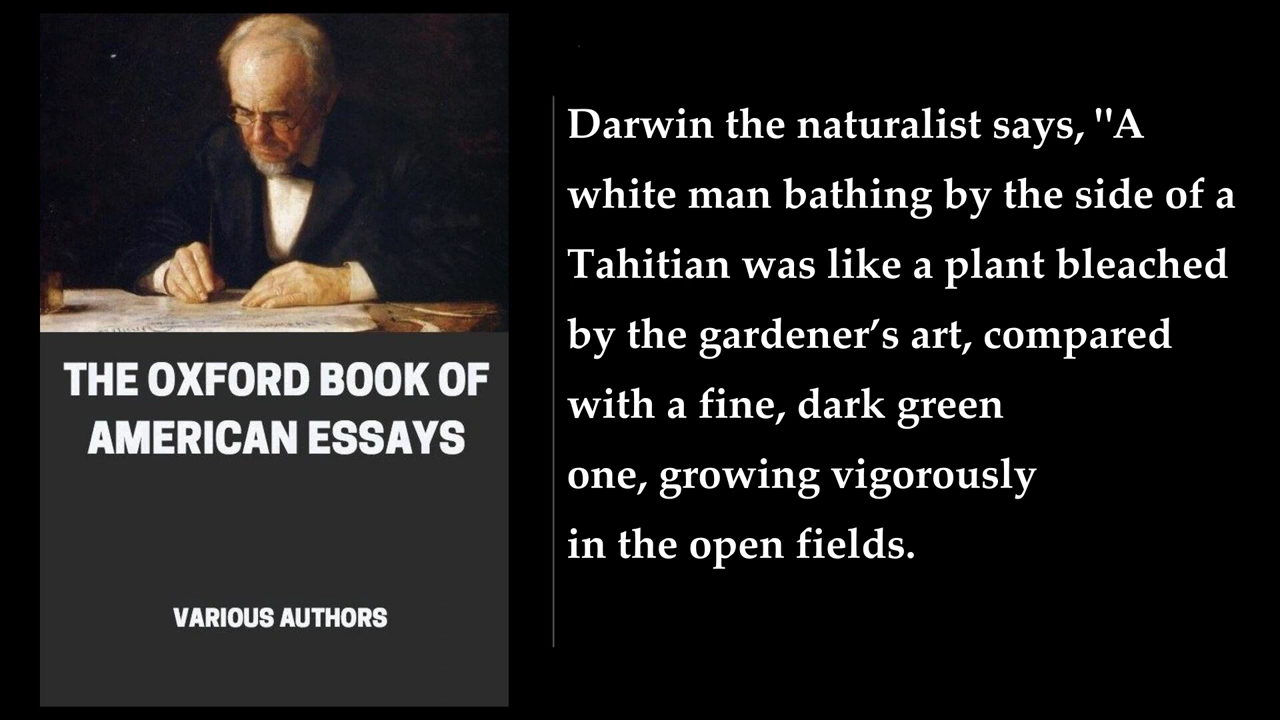 THE OXFORD BOOK OF
AMERICAN ESSAYS
VARIOUS AUTHORS
Darwin the naturalist says, "A
white man bathing by the side of a
Tahitian was like a plant bleached
by the gardener’s art, compared
with a fine, dark green
one, growing vigorously
in the open fields.